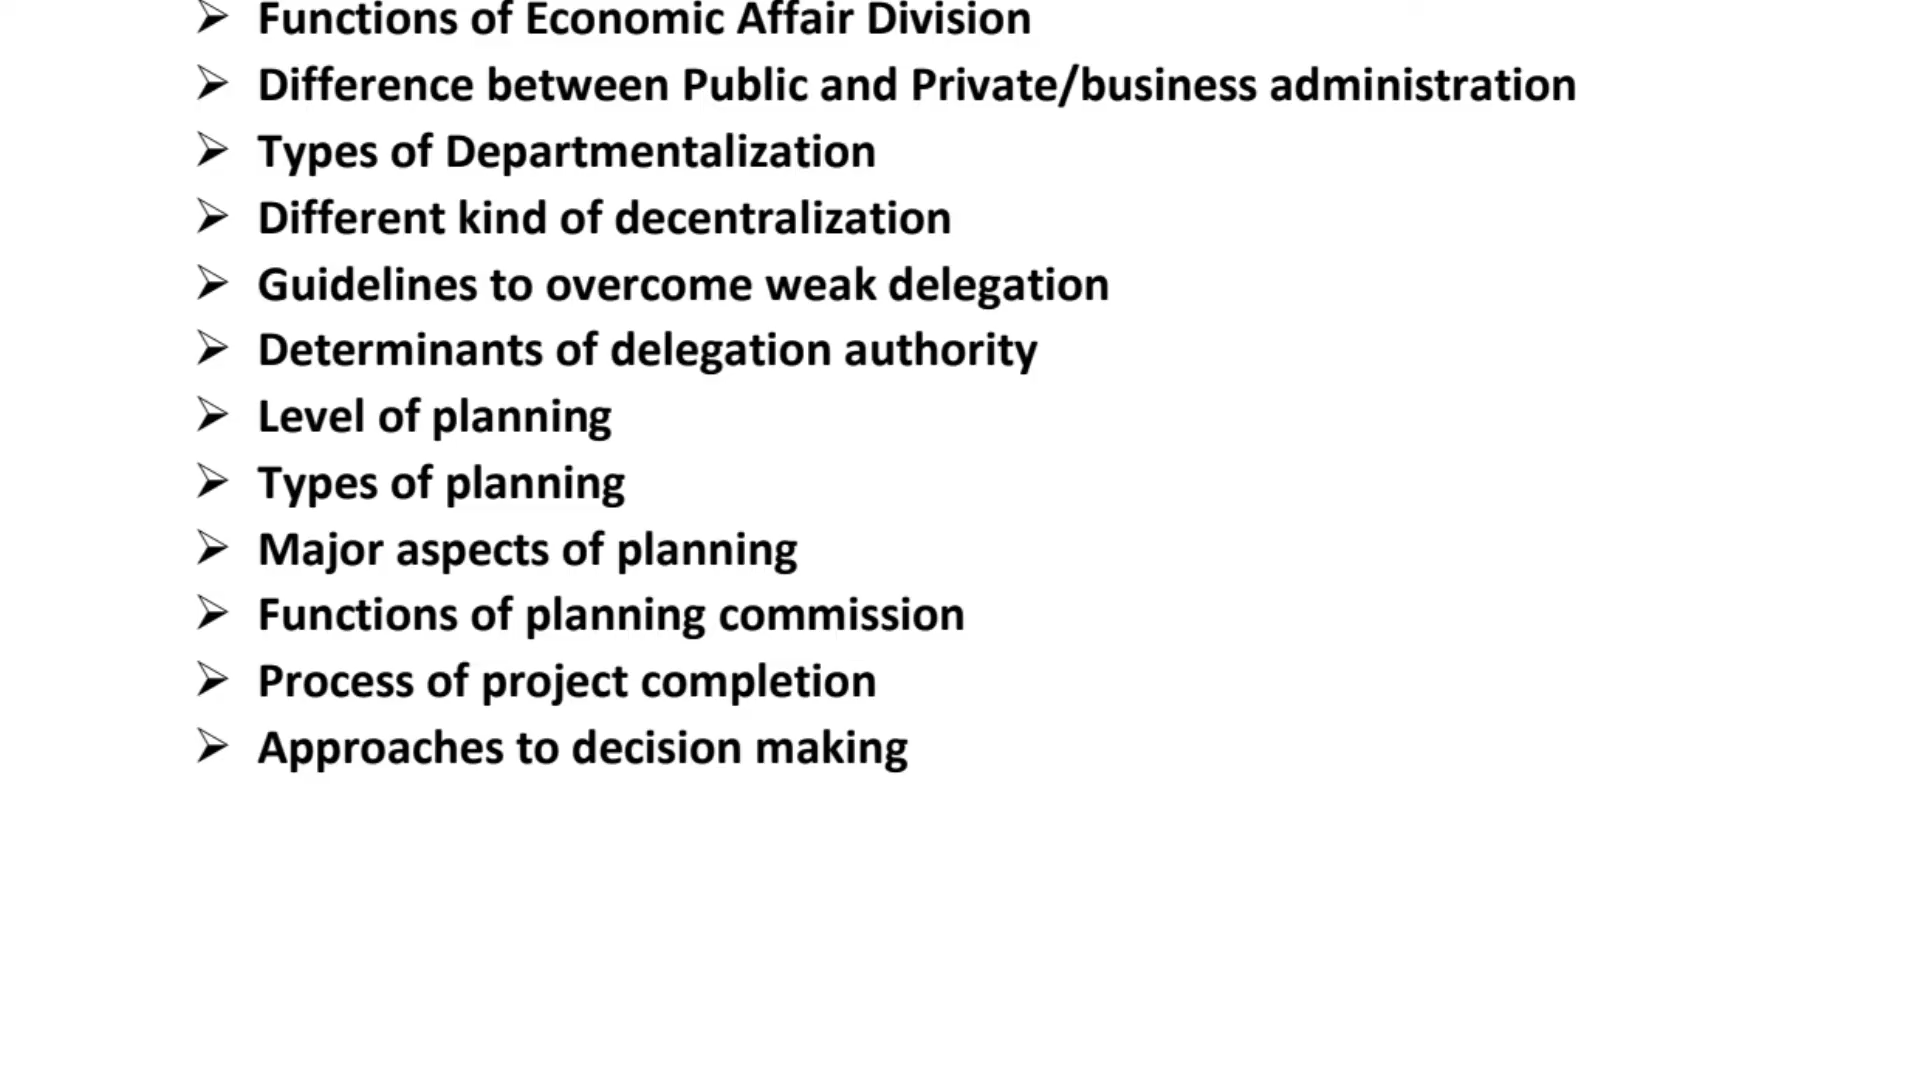 ➢ Functions of Economic Affair Division
➢ Difference between Public and Private/business administration
➢ Types of Departmentalization
➢ Different kind of decentralization
➢ Guidelines to overcome weak delegation
➢ Determinants of delegation authority
➢ Level of planning
➢ Types of planning
➢ Major aspects of planning
➢ Functions of planning commission
➢ Process of project completion
➢ Approaches to decision making